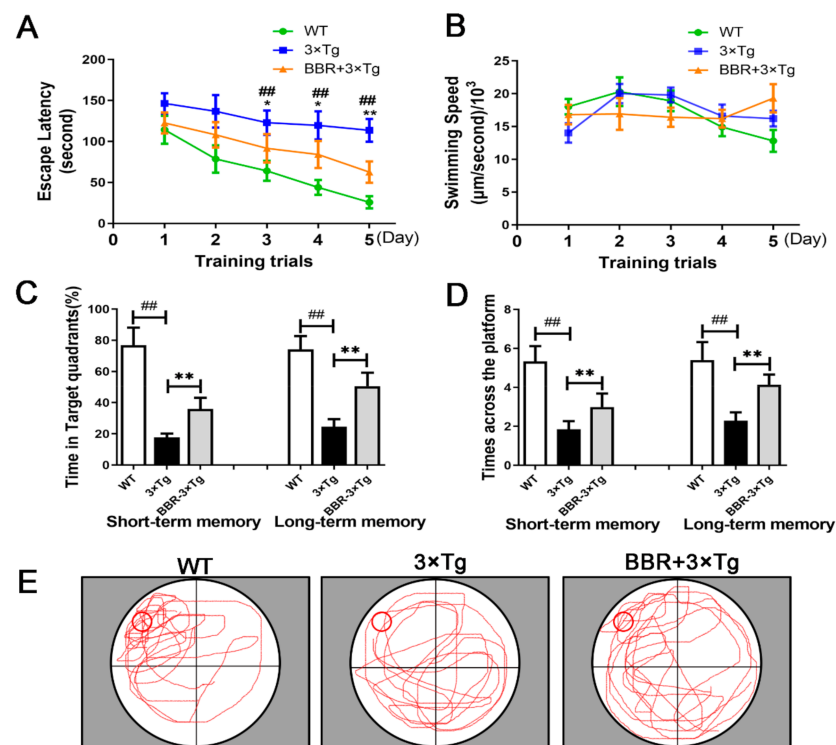 A
WT
3×Tg
BBR+3×Tg
Escape Latency
(second)
200
150
100
50
0
##
*
##
*
##
**
0 1 2 3 4 5 (Day)
Training trials
B
WT
3×Tg
BBR+3×Tg
Swimming Speed
(μm/second)/10³
25
20
15
10
5
0
0 1 2 3 4 5 (Day)
Training trials
C
Time in Target quadrants(%)
100
80
60
40
20
0
##
**
##
**
WT 3×Tg BBR-3×Tg WT 3×Tg BBR-3×Tg
Short-term memory Long-term memory
D
Times across the platform
8
6
4
2
0
##
**
##
**
WT 3×Tg BBR-3×Tg WT 3×Tg BBR-3×Tg
Short-term memory Long-term memory
E
WT 3×Tg BBR+3×Tg